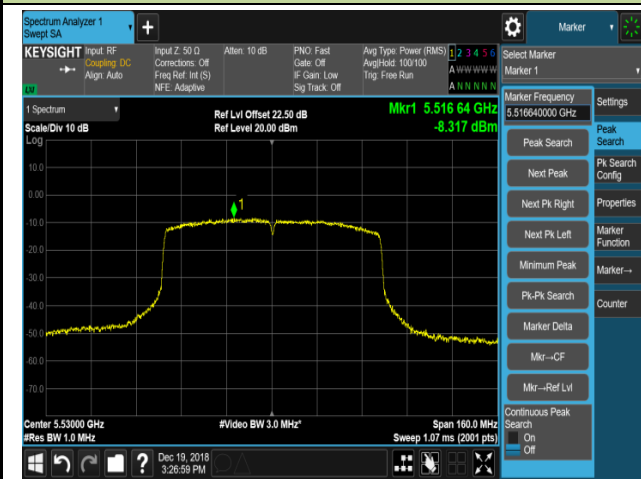 Spectrum Analyzer 1
Swept SA
+
Marker
KEYSIGHT
Input: RF
Coupling: DC
Align: Auto
Input Z: 50 Ω
Corrections: Off
Freq Ref: Int (S)
NFE: Adaptive
Atten: 10 dB
PNO: Fast
Gate: Off
IF Gain: Low
Sig Track: Off
Avg Type: Power (RMS)
Avg|Hold: 100/100
Trig: Free Run
1 2 3 4 5 6
A W W W W W
A N N N N N
LXI
Select Marker
Marker 1
1 Spectrum
Scale/Div 10 dB
Log
Ref Lvl Offset 22.50 dB
Ref Level 20.00 dBm
Mkr1 5.516 64 GHz
-8.317 dBm
10.0
0.00
-10.0
-20.0
-30.0
-40.0
-50.0
-60.0
-70.0
1
Center 5.53000 GHz
#Res BW 1.0 MHz
#Video BW 3.0 MHz*
Span 160.0 MHz
Sweep 1.07 ms (2001 pts)
Marker Frequency
5.516640000 GHz
Peak Search
Next Peak
Next Pk Right
Next Pk Left
Minimum Peak
Pk-Pk Search
Marker Delta
Mkr→CF
Mkr→Ref Lvl
Continuous Peak
Search
On
Off
Settings
Peak
Search
Pk Search
Config
Properties
Marker
Function
Marker→
Counter
?
Dec 19, 2018
3:26:59 PM